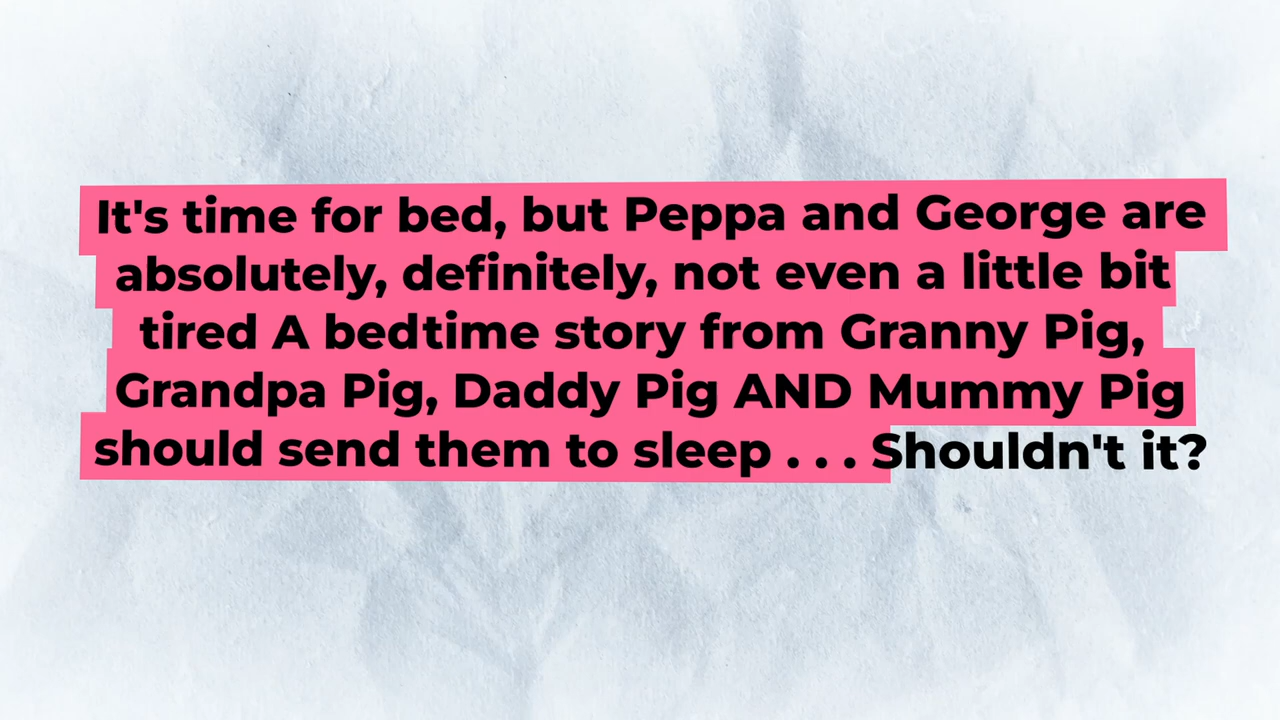 It's time for bed, but Peppa and George are
absolutely, definitely, not even a little bit
tired A bedtime story from Granny Pig,
Grandpa Pig, Daddy Pig AND Mummy Pig
should send them to sleep . . . Shouldn't it?